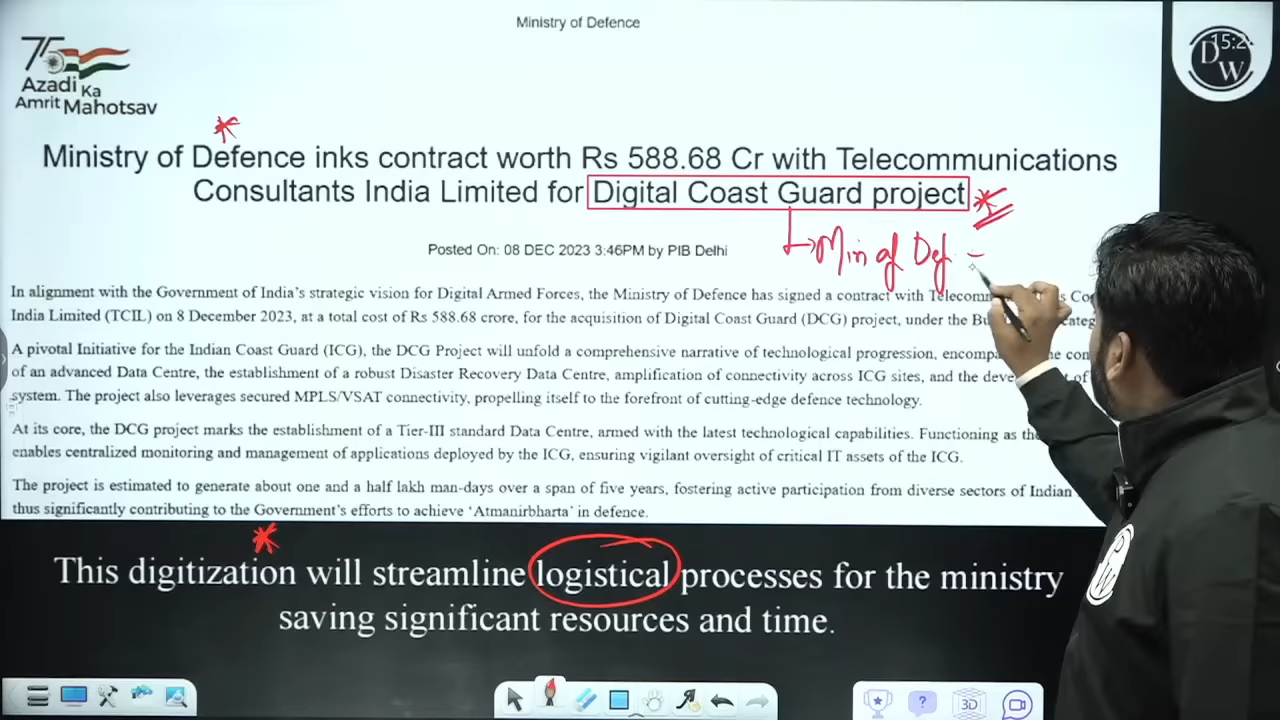 Ministry of Defence
75
Azadi Ka
Amrit Mahotsav
15:2
DW
Ministry of Defence inks contract worth Rs 588.68 Cr with Telecommunications
Consultants India Limited for Digital Coast Guard project
Min of Def -
Posted On: 08 DEC 2023 3:46PM by PIB Delhi
In alignment with the Government of India's strategic vision for Digital Armed Forces, the Ministry of Defence has signed a contract with Telecomm
India Limited (TCIL) on 8 December 2023, at a total cost of Rs 588.68 crore, for the acquisition of Digital Coast Guard (DCG) project, under the
A pivotal Initiative for the Indian Coast Guard (ICG), the DCG Project will unfold a comprehensive narrative of technological progression,
of an advanced Data Centre, the establishment of a robust Disaster Recovery Data Centre, amplification of connectivity across ICG sites, and the of
system. The project also leverages secured MPLS/VSAT connectivity, propelling itself to the forefront of cutting-edge defence technology.
At its core, the DCG project marks the establishment of a Tier-III standard Data Centre, armed with the latest technological capabilities. Functioning as the
enables centralized monitoring and management of applications deployed by the ICG, ensuring vigilant oversight of critical IT assets of the ICG.
The project is estimated to generate about one and a half lakh man-days over a span of five years, fostering active participation from diverse sectors of Indian
thus significantly contributing to the Government's efforts to achieve 'Atmanirbharta' in defence.
This digitization will streamline logistical processes for the ministry
saving significant resources and time.
PW
?
3D